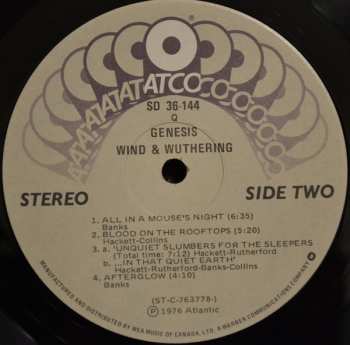 ATATATATATCOCOCOCOCO
SD 36-144
Q
GENESIS
WIND & WUTHERING
STEREO
SIDE TWO
1. ALL IN A MOUSE'S NIGHT (6:35)
Banks
2. BLOOD ON THE ROOFTOPS (5:20)
Hackett-Collins
3. a. 'UNQUIET SLUMBERS FOR THE SLEEPERS
(Total time: 7:12) Hackett-Rutherford
b. ...IN THAT QUIET EARTH'
Hackett-Rutherford-Banks-Collins
4. AFTERGLOW (4:10)
Banks
(ST-C-763778-)
Ⓟ 1976 Atlantic
MANUFACTURED AND DISTRIBUTED BY WEA MUSIC OF CANADA, LTD. A WARNER COMMUNICATIONS COMPANY